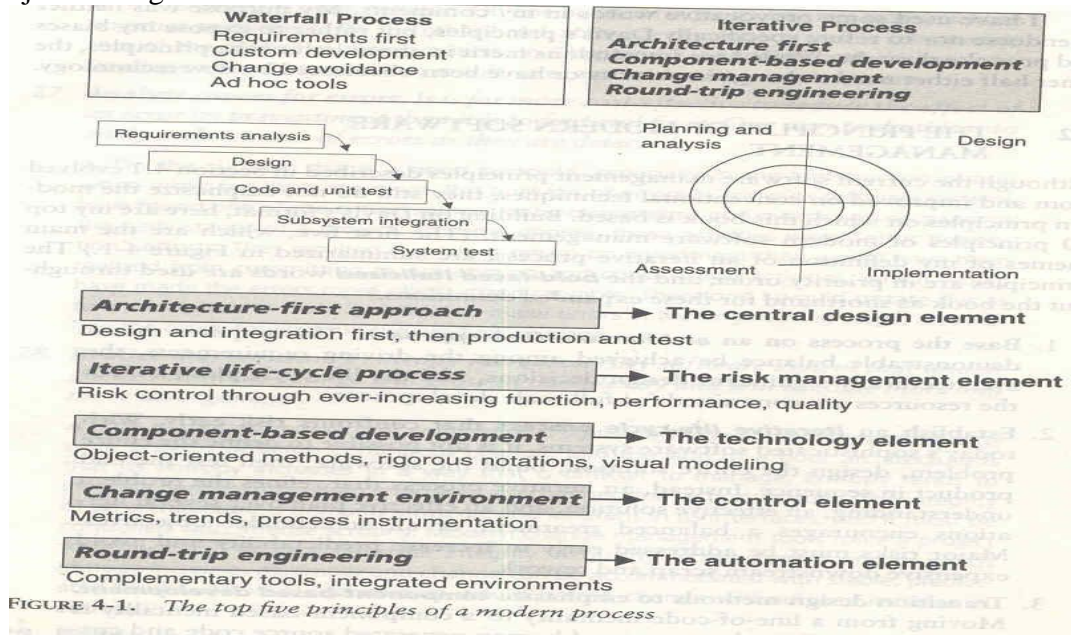 Waterfall Process
Requirements first
Custom development
Change avoidance
Ad hoc tools
Iterative Process
Architecture first
Component-based development
Change management
Round-trip engineering
Requirements analysis
Design
Code and unit test
Subsystem integration
System test
Planning and
analysis
Design
Assessment
Implementation
Architecture-first approach The central design element
Design and integration first, then production and test
Iterative life-cycle process The risk management element
Risk control through ever-increasing function, performance, quality
Component-based development The technology element
Object-oriented methods, rigorous notations, visual modeling
Change management environment The control element
Metrics, trends, process instrumentation
Round-trip engineering The automation element
Complementary tools, integrated environments
FIGURE 4-1. The top five principles of a modern process